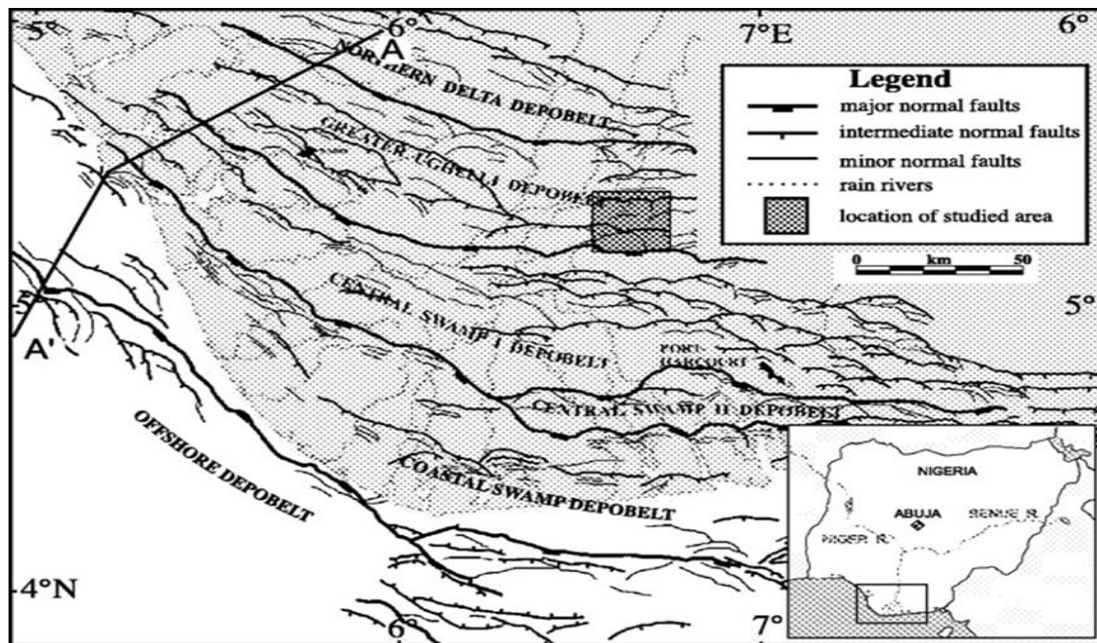 5°
6°
7°E
6°
A
NORTHERN DELTA DEPOBELT
GREATER UGHELLI DEPOBELT
Legend
major normal faults
intermediate normal faults
minor normal faults
rain rivers
location of studied area
km
0
50
5°
A'
CENTRAL SWAMP I DEPOBELT
PORT-
HARCOURT
CENTRAL SWAMP II DEPOBELT
OFFSHORE DEPOBELT
COASTAL SWAMP DEPOBELT
NIGERIA
ABUJA
BENUE R.
NIGER R.
4°N
6°
7°